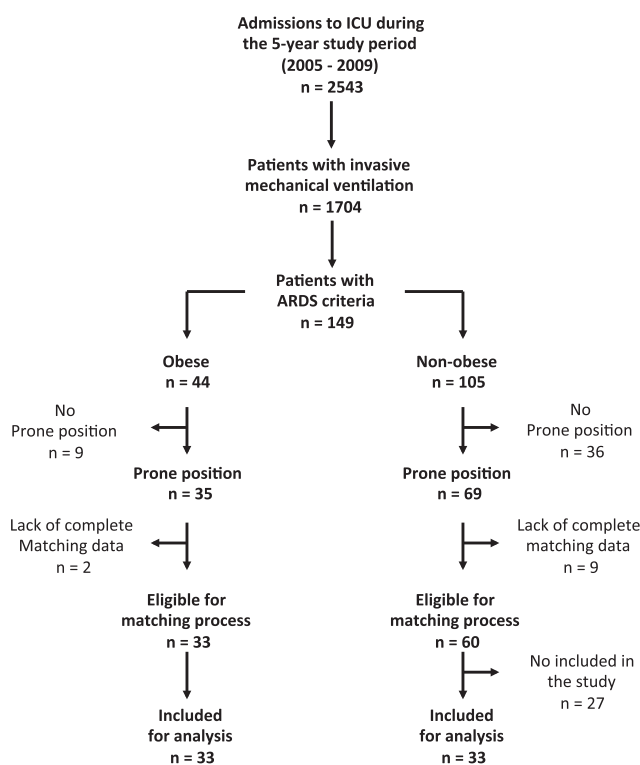 Admissions to ICU during
the 5-year study period
(2005 - 2009)
n = 2543
Patients with invasive
mechanical ventilation
n = 1704
Patients with
ARDS criteria
n = 149
Obese
n = 44
Non-obese
n = 105
No
Prone position
n = 9
No
Prone position
n = 36
Prone position
n = 35
Prone position
n = 69
Lack of complete
Matching data
n = 2
Lack of complete
matching data
n = 9
Eligible for
matching process
n = 33
Eligible for
matching process
n = 60
No included in
the study
n = 27
Included
for analysis
n = 33
Included
for analysis
n = 33